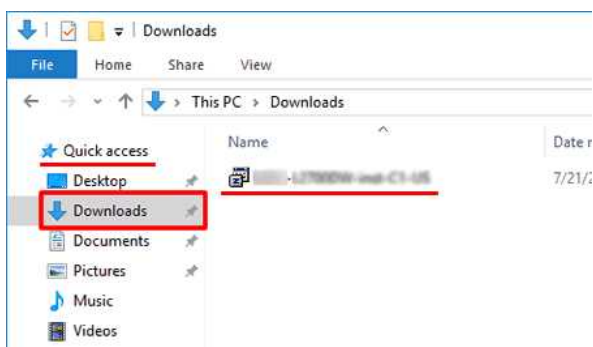 Downloads
File Home Share View
This PC > Downloads
Quick access
Name Date
Desktop
7/21/2
Downloads
Documents
Pictures
Music
Videos